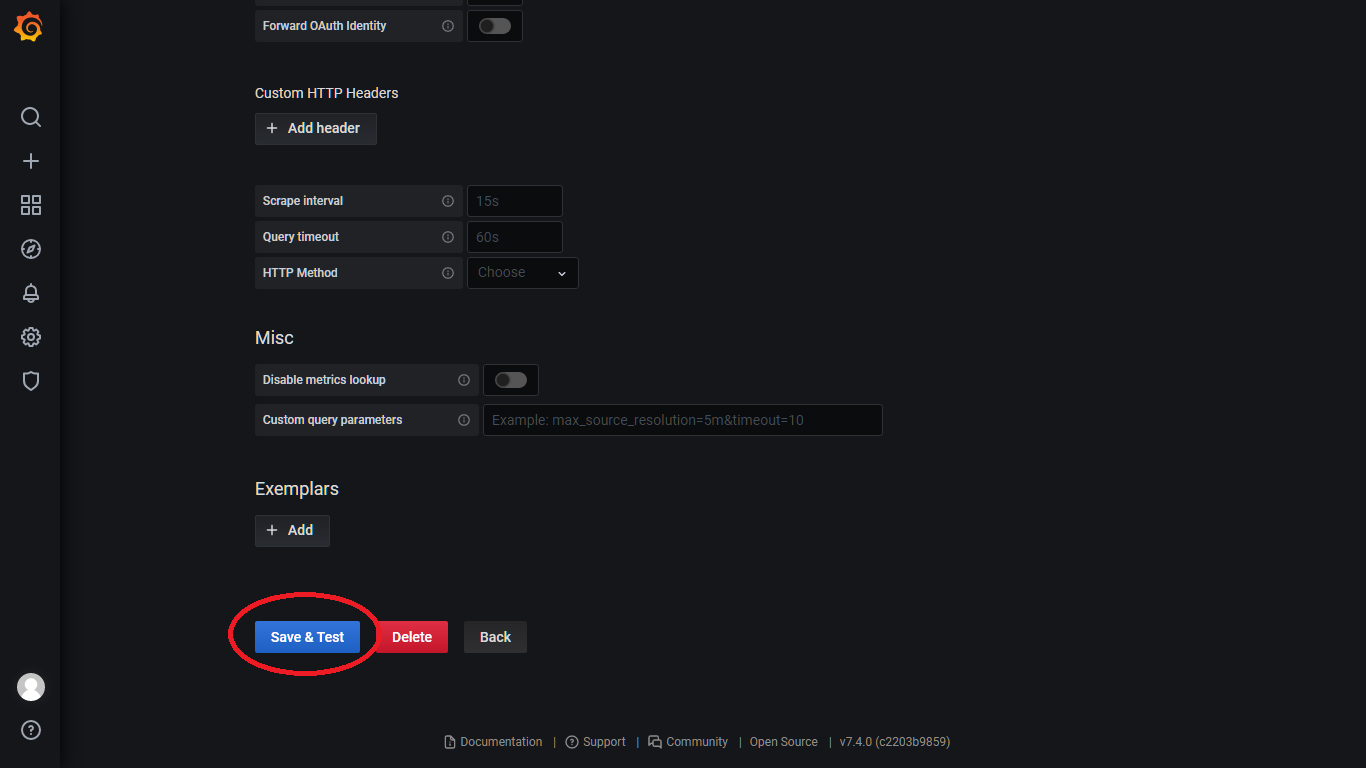 Forward OAuth Identity
Custom HTTP Headers
+ Add header
Scrape interval 15s
Query timeout 60s
HTTP Method Choose
Misc
Disable metrics lookup
Custom query parameters Example: max_source_resolution=5m&timeout=10
Exemplars
+ Add
Save & Test Delete Back
Documentation | Support | Community | Open Source | v7.4.0 (c2203b9859)